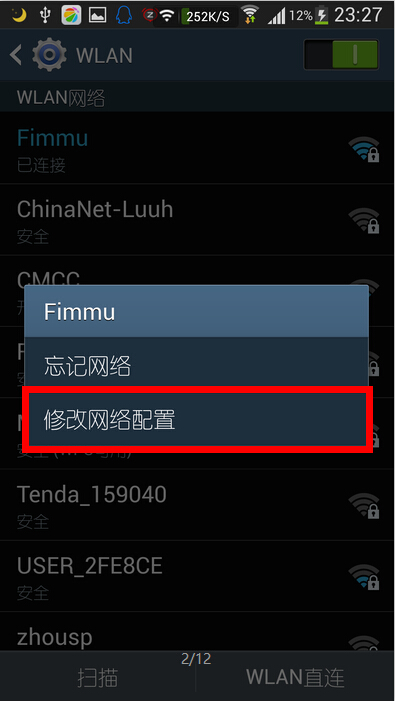 252K/S 12% 23:27
WLAN
WLAN网络
Fimmu
已连接
ChinaNet-Luuh
安全
CMCC
Fimmu
忘记网络
修改网络配置
Tenda_159040
安全
USER_2FE8CE
安全
zhousp
2/12
扫描 WLAN直连